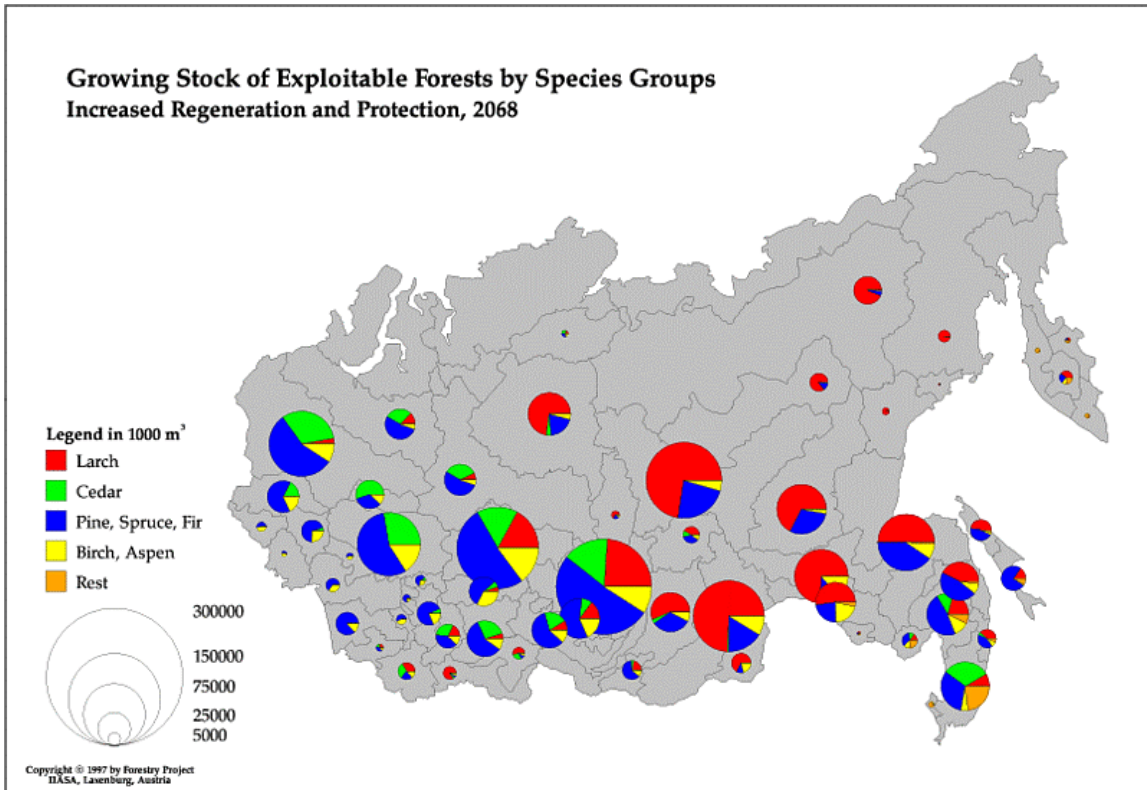 Growing Stock of Exploitable Forests by Species Groups
Increased Regeneration and Protection, 2068
Legend in 1000 m³
Larch
Cedar
Pine, Spruce, Fir
Birch, Aspen
Rest
300000
150000
75000
25000
5000
Copyright © 1997 by Forestry Project
IIASA, Laxenburg, Austria